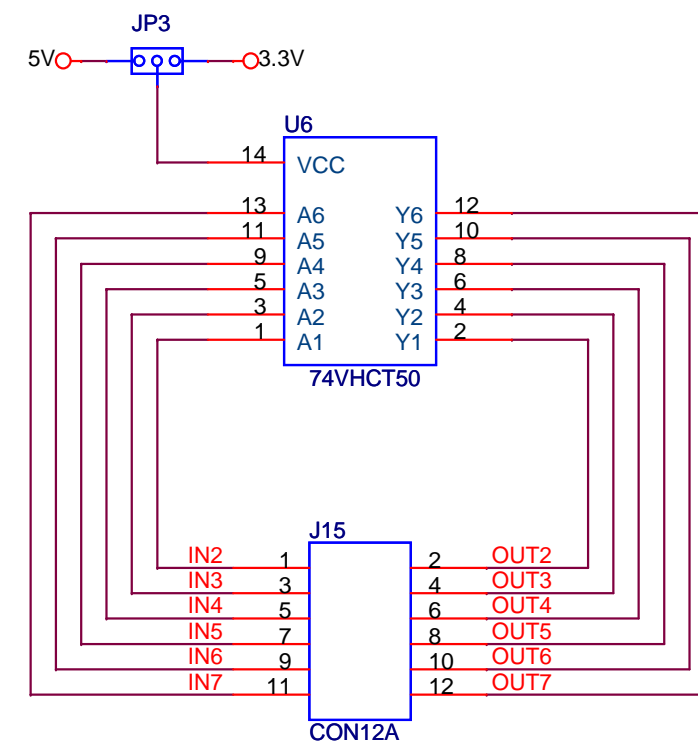 JP3
5V 3.3V
U6
14 VCC
13 A6 Y6 12
11 A5 Y5 10
9 A4 Y4 8
5 A3 Y3 6
3 A2 Y2 4
1 A1 Y1 2
74VHCT50
J15
IN2 1 2 OUT2
IN3 3 4 OUT3
IN4 5 6 OUT4
IN5 7 8 OUT5
IN6 9 10 OUT6
IN7 11 12 OUT7
CON12A